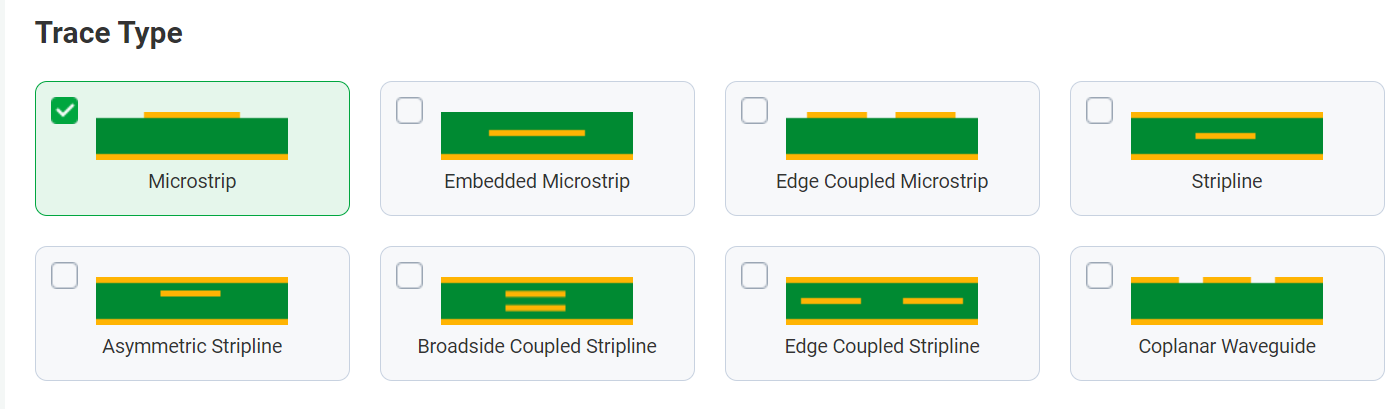 Trace Type
Microstrip
Embedded Microstrip
Edge Coupled Microstrip
Stripline
Asymmetric Stripline
Broadside Coupled Stripline
Edge Coupled Stripline
Coplanar Waveguide